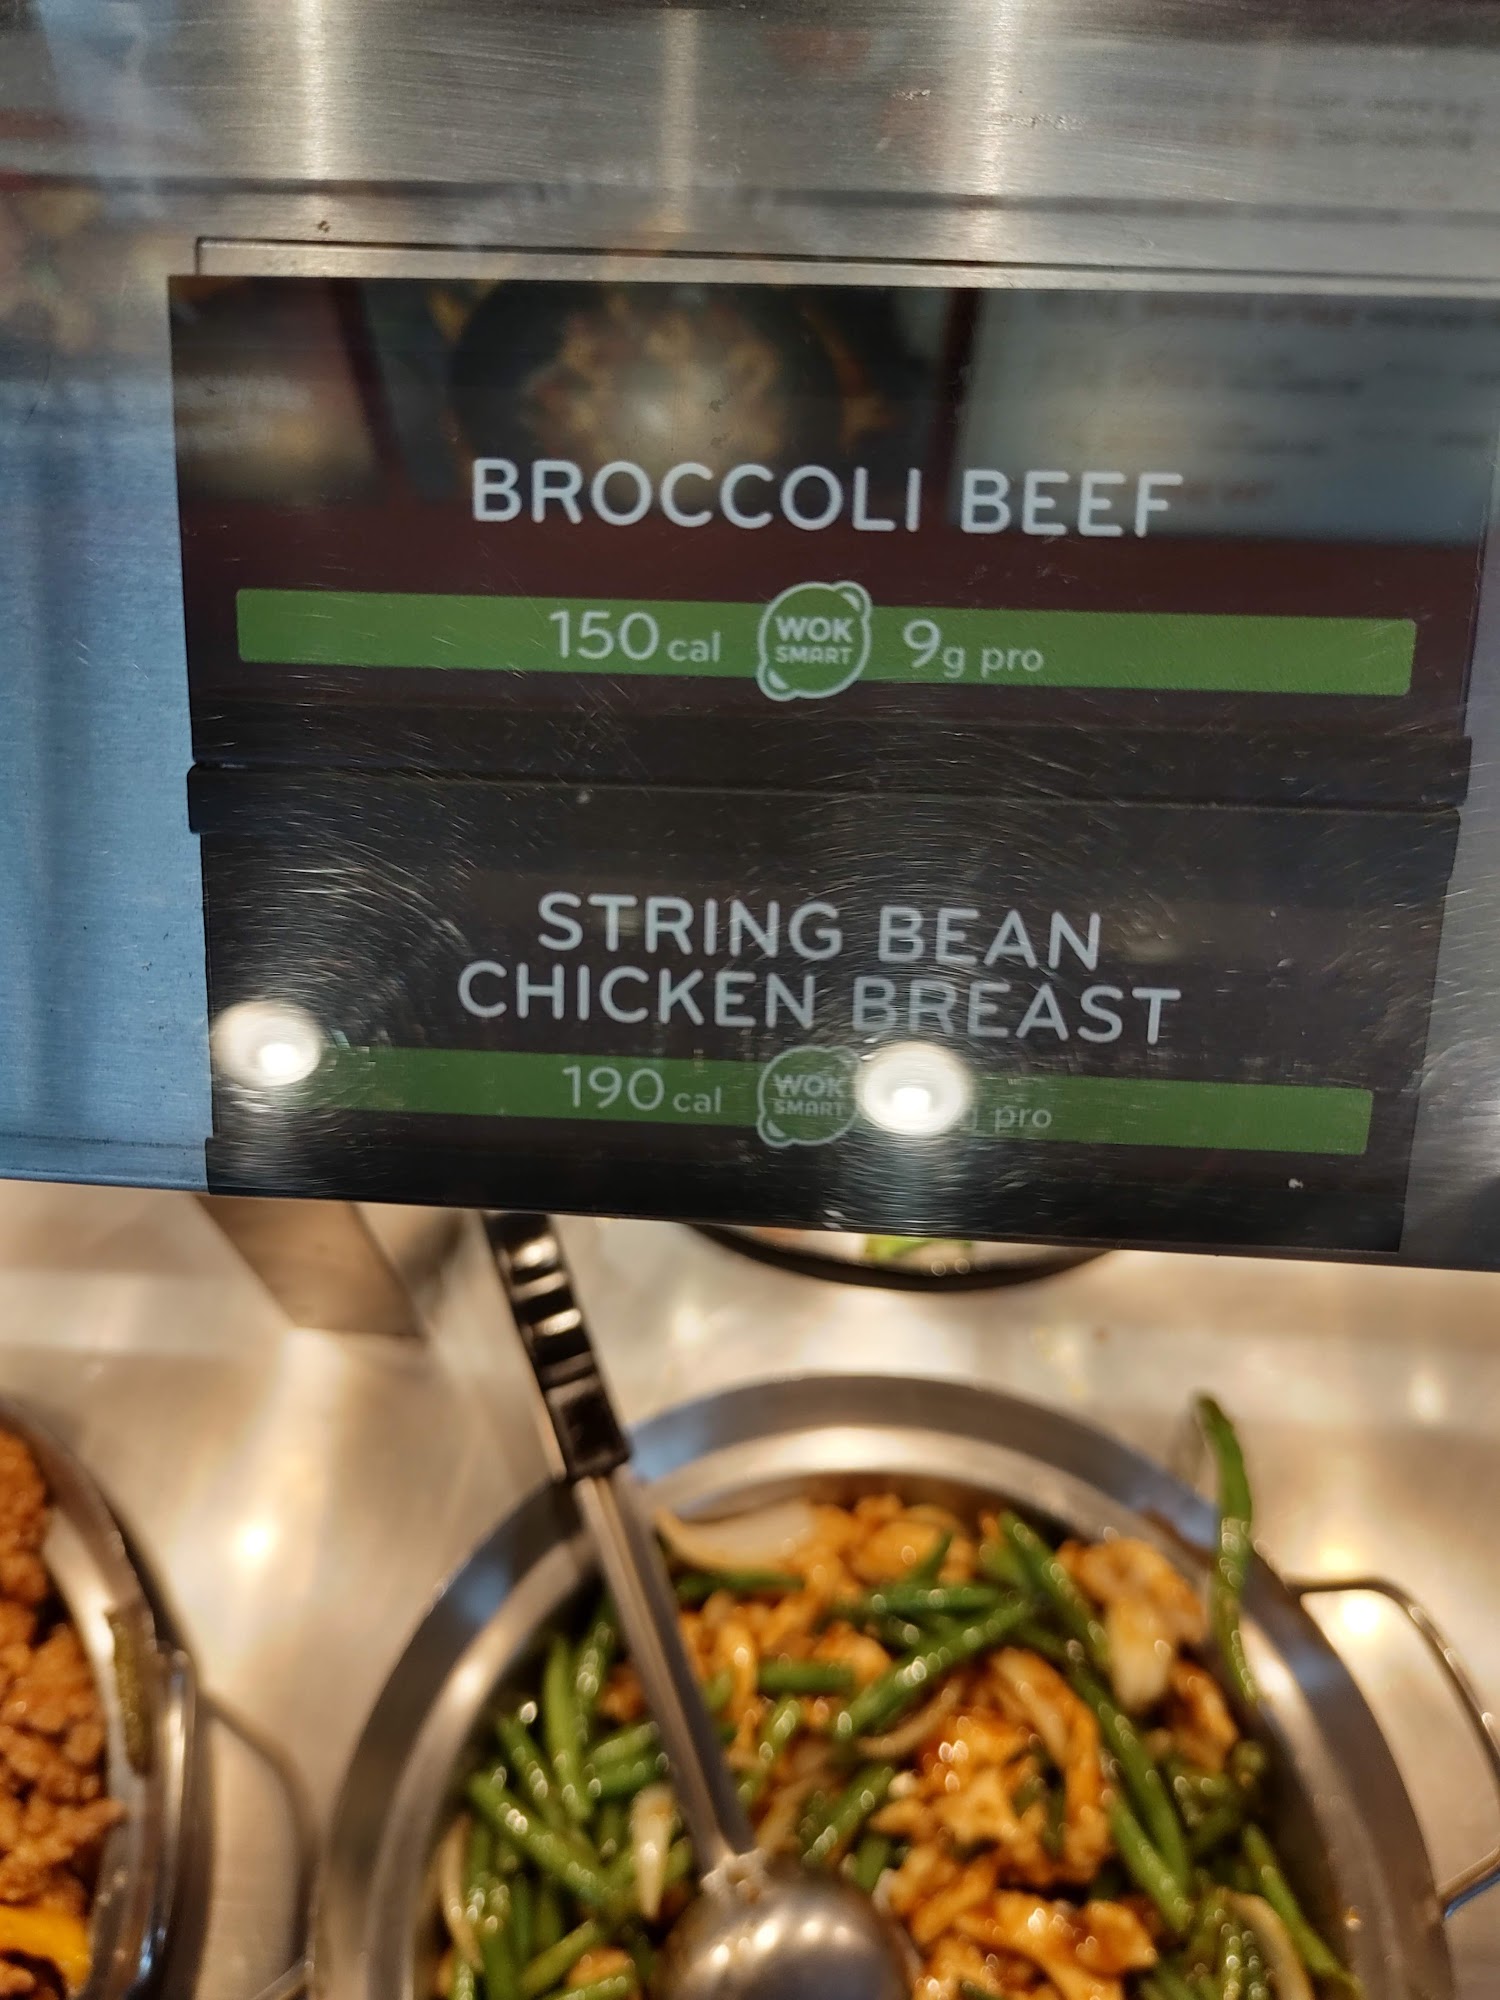 BROCCOLI BEEF
150 cal WOK SMART 9g pro
STRING BEAN
CHICKEN BREAST
190 cal WOK SMART pro